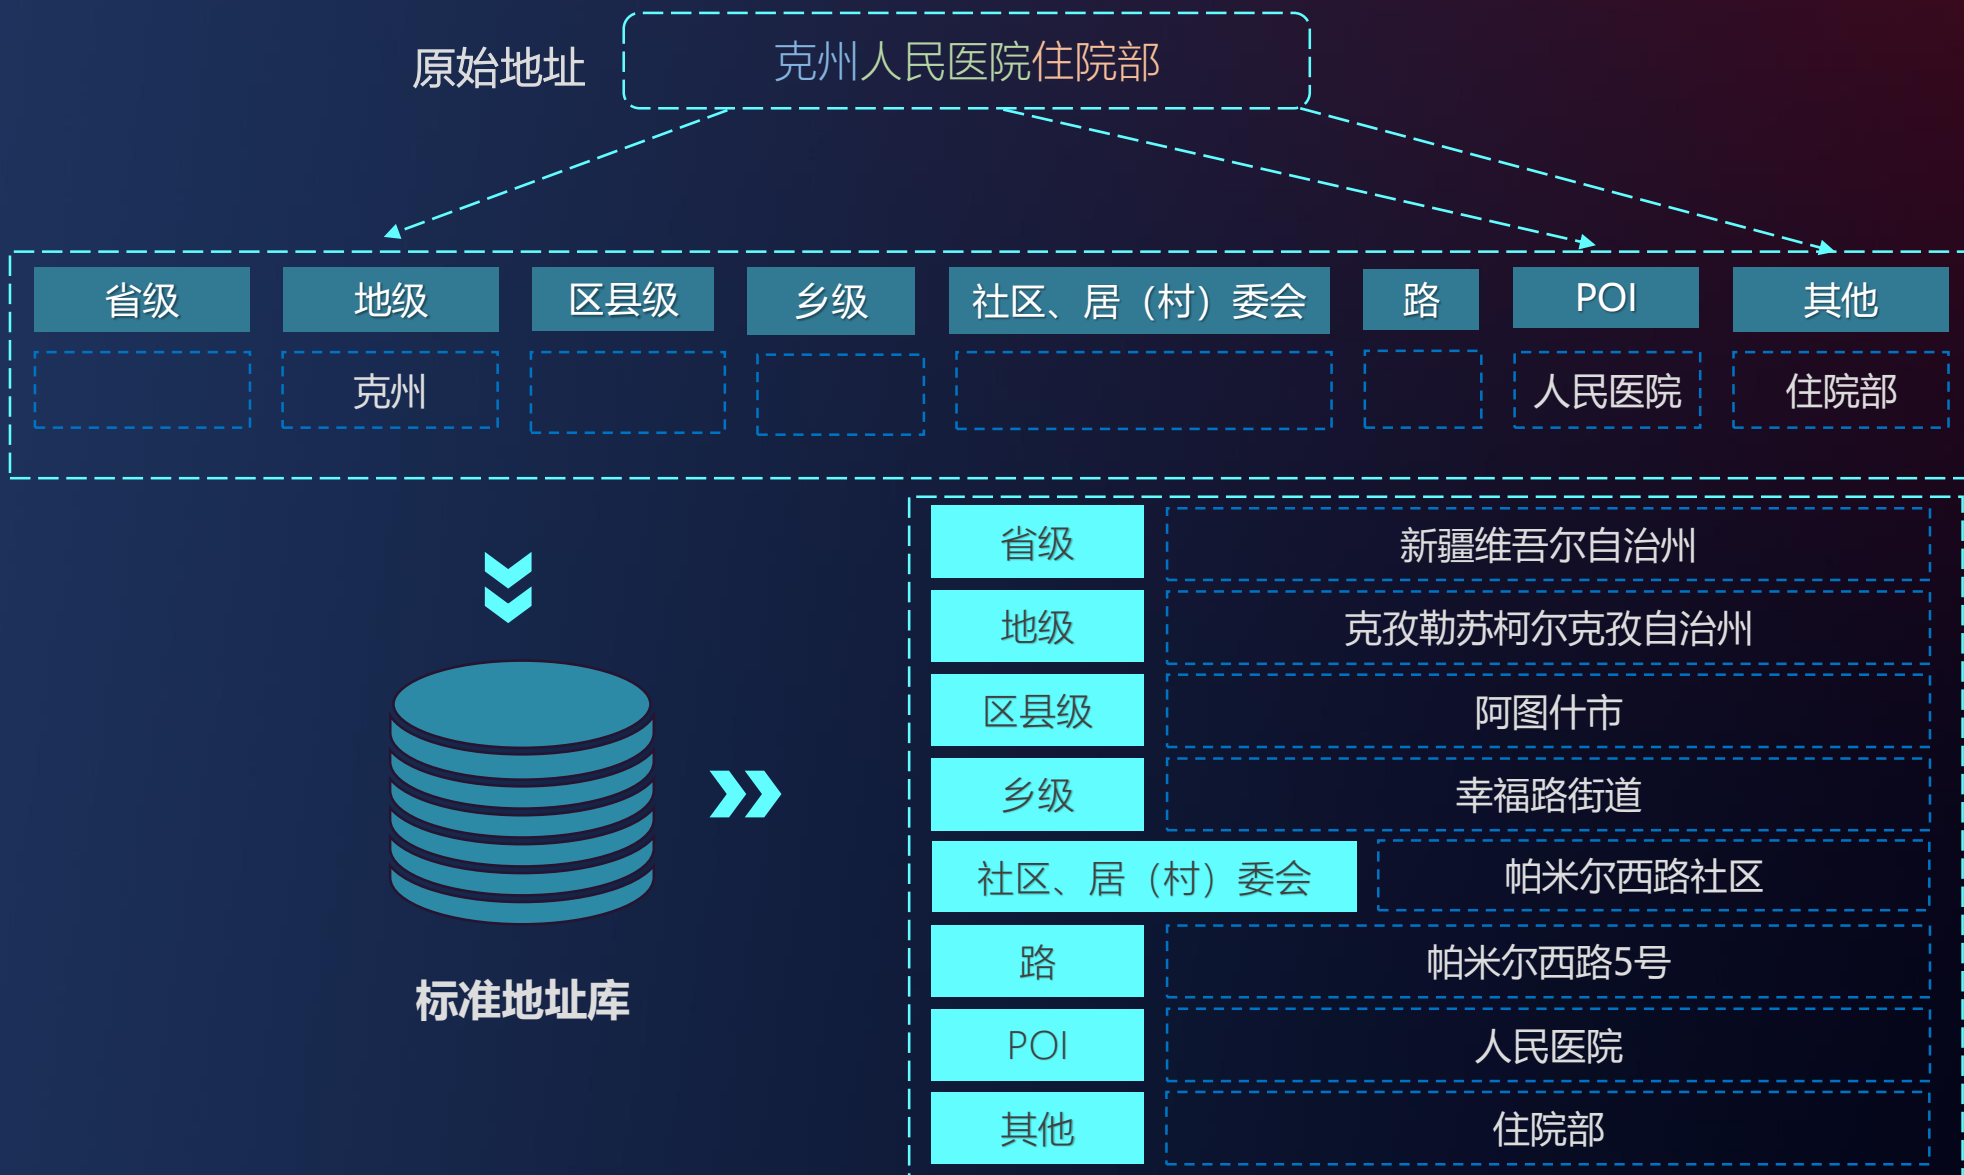 原始地址
克州人民医院住院部
省级 地级 区县级 乡级 社区、居（村）委会 路 POI 其他
克州 人民医院 住院部
省级 新疆维吾尔自治州
地级 克孜勒苏柯尔克孜自治州
区县级 阿图什市
乡级 幸福路街道
社区、居（村）委会 帕米尔西路社区
路 帕米尔西路5号
POI 人民医院
其他 住院部
标准地址库